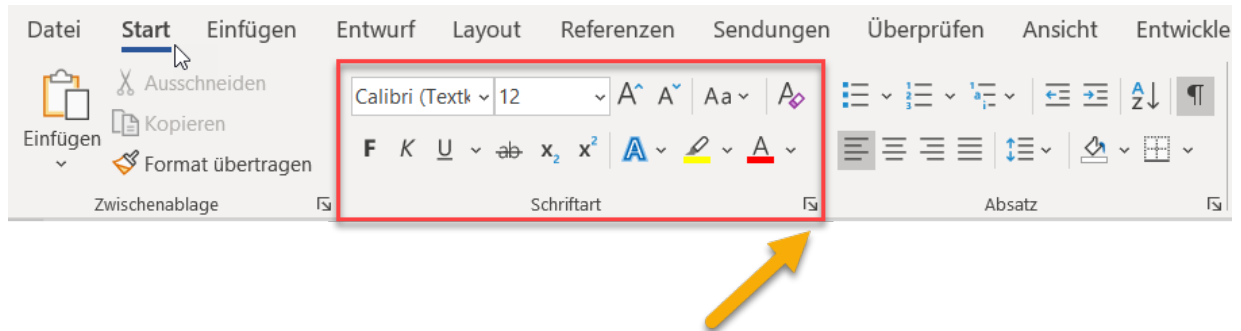 Datei Start Einfügen Entwurf Layout Referenzen Sendungen Überprüfen Ansicht Entwickle
Einfügen
Ausschneiden
Kopieren
Format übertragen
Zwischenablage
Calibri (Textk 12 A A Aa A
F K U ab x₂ x² A A
Schriftart
A Z ¶
Absatz